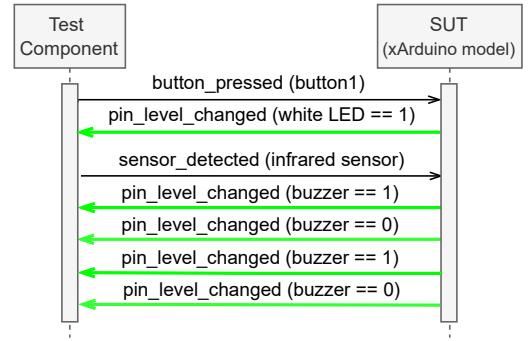 Test
Component
SUT
(xArduino model)
button_pressed (button1)
pin_level_changed (white LED == 1)
sensor_detected (infrared sensor)
pin_level_changed (buzzer == 1)
pin_level_changed (buzzer == 0)
pin_level_changed (buzzer == 1)
pin_level_changed (buzzer == 0)